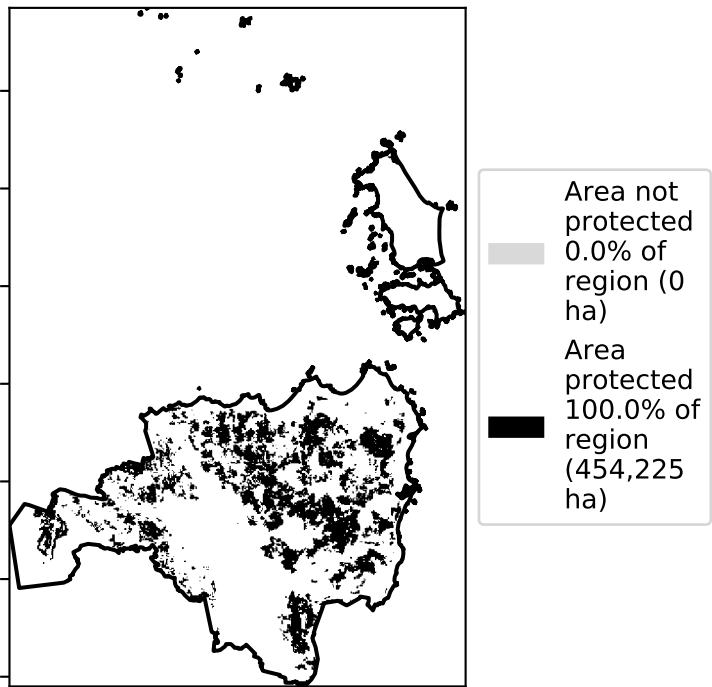 Area not
protected
0.0% of
region (0
ha)
Area
protected
100.0% of
region
(454,225
ha)